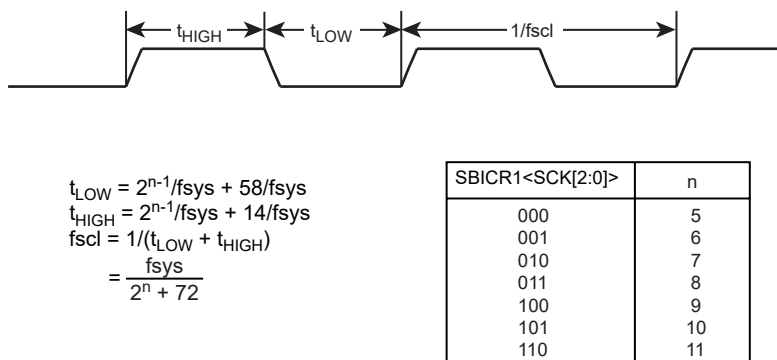 tHIGH tLOW 1/fscl
tLOW = 2n-1/fsys + 58/fsys
tHIGH = 2n-1/fsys + 14/fsys
fscl = 1/(tLOW + tHIGH)
= fsys
2n + 72
SBICR1<SCK[2:0]> n
000 5
001 6
010 7
011 8
100 9
101 10
110 11